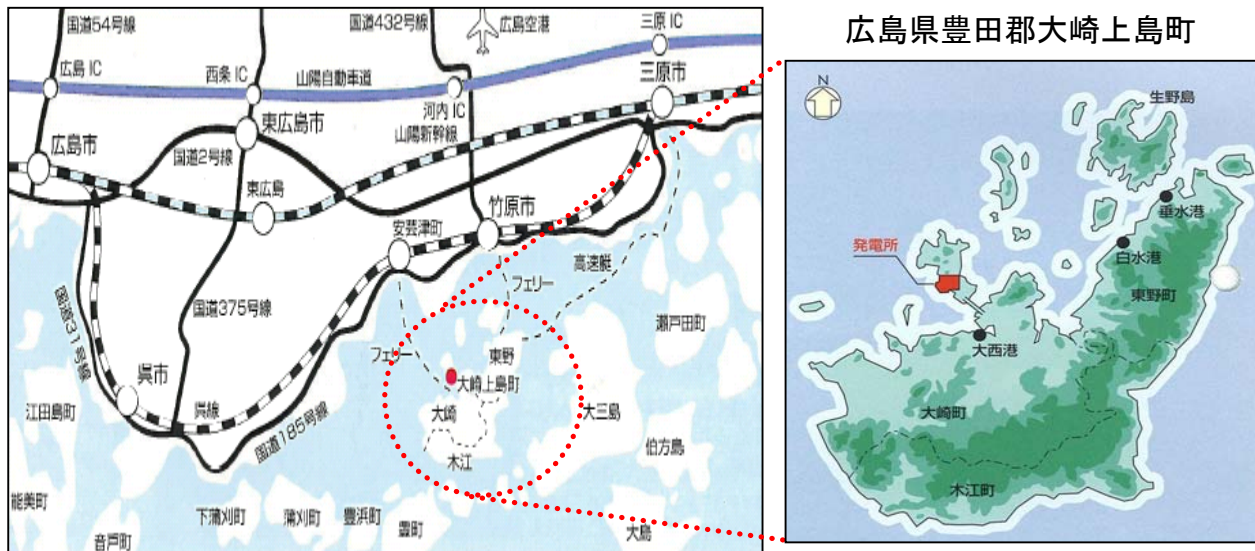 国道54号線
国道432号線
広島空港
三原IC
広島IC
西条IC
山陽自動車道
河内IC
三原市
山陽新幹線
東広島市
広島市
国道2号線
東広島
竹原市
安芸津町
高速艇
フェリー
国道375号線
国道31号線
瀬戸田町
フェリー
東野
呉市
大崎上島町
呉線
大崎
江田島町
国道185号線
大三島
木江
伯方島
能美町
下蒲刈町
蒲刈町
豊浜町
豊町
大島
音戸町
広島県豊田郡大崎上島町
N
生野島
垂水港
白水港
発電所
東野町
大西港
大崎町
木江町